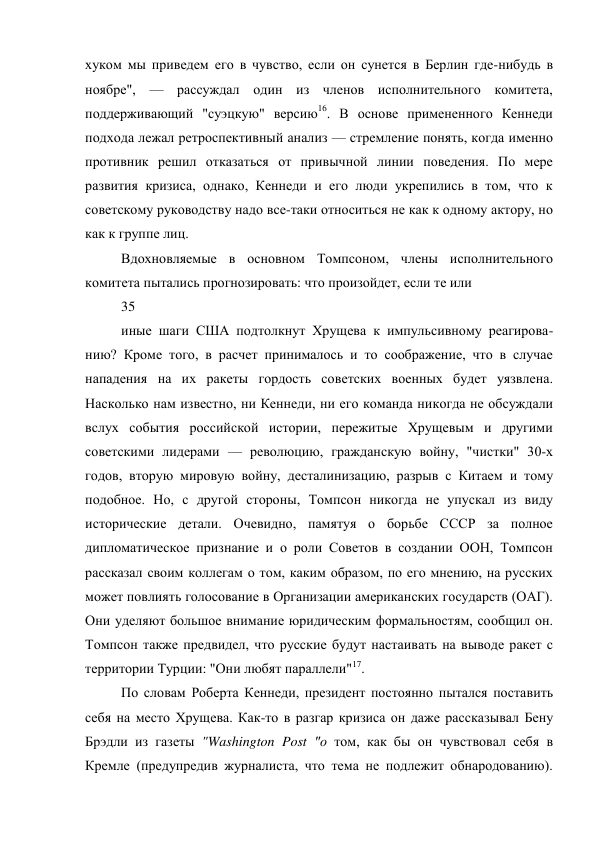 хуком мы приведем его в чувство, если он сунется в Берлин где-нибудь в
ноябре", — рассуждал один из членов исполнительного комитета,
поддерживающий "суэцкую" версию16. В основе примененного Кеннеди
подхода лежал ретроспективный анализ — стремление понять, когда именно
противник решил отказаться от привычной линии поведения. По мере
развития кризиса, однако, Кеннеди и его люди укрепились в том, что к
советскому руководству надо все-таки относиться не как к одному актору, но
как к группе лиц.
Вдохновляемые в основном Томпсоном, члены исполнительного
комитета пытались прогнозировать: что произойдет, если те или
35
иные шаги США подтолкнут Хрущева к импульсивному реагирова-
нию? Кроме того, в расчет принималось и то соображение, что в случае
нападения на их ракеты гордость советских военных будет уязвлена.
Насколько нам известно, ни Кеннеди, ни его команда никогда не обсуждали
вслух события российской истории, пережитые Хрущевым и другими
советскими лидерами — революцию, гражданскую войну, "чистки" 30-х
годов, вторую мировую войну, десталинизацию, разрыв с Китаем и тому
подобное. Но, с другой стороны, Томпсон никогда не упускал из виду
исторические детали. Очевидно, памятуя о борьбе СССР за полное
дипломатическое признание и о роли Советов в создании ООН, Томпсон
рассказал своим коллегам о том, каким образом, по его мнению, на русских
может повлиять голосование в Организации американских государств (ОАГ).
Они уделяют большое внимание юридическим формальностям, сообщил он.
Томпсон также предвидел, что русские будут настаивать на выводе ракет с
территории Турции: "Они любят параллели"17.
По словам Роберта Кеннеди, президент постоянно пытался поставить
себя на место Хрущева. Как-то в разгар кризиса он даже рассказывал Бену
Брэдли из газеты "Washington Post "о том, как бы он чувствовал себя в
Кремле (предупредив журналиста, что тема не подлежит обнародованию).